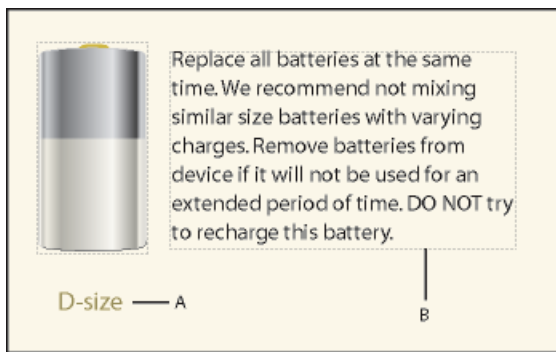 Replace all batteries at the same
time. We recommend not mixing
similar size batteries with varying
charges. Remove batteries from
device if it will not be used for an
extended period of time. DO NOT try
to recharge this battery.
D-size
A
B